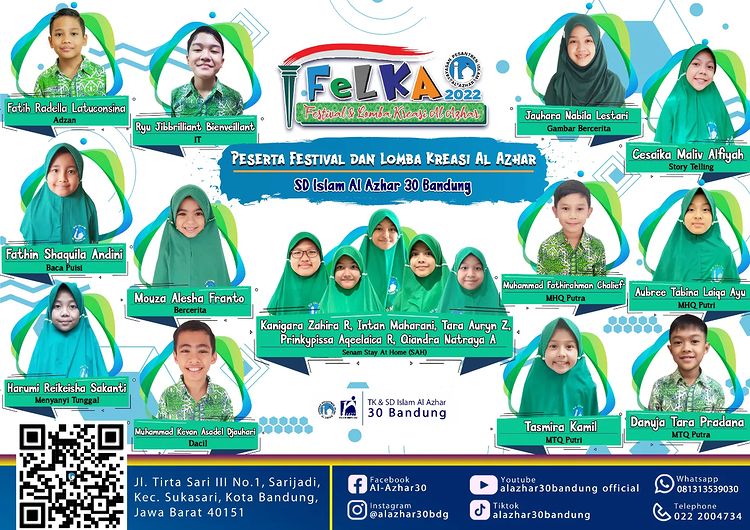 FeLKA
2022
Festival & Lomba Kreasi Al Azhar
PESERTA FESTIVAL DAN LOMBA KREASI AL AZHAR
SD ISLAM AL AZHAR 30 BANDUNG
Fatih Radella Latuconsina
Adzan
Ryu Jibbrilliant Bienveillant
IT
Jauhara Nabila Lestari
Gambar Bercerita
Cesaika Maliv Alfiyah
Story Telling
Fathin Shaquila Andini
Baca Puisi
Mouza Alesha Franto
Bercerita
Muhammad Fathirahman Chalief
MHQ Putra
Aubree Tabina Laiqa Ayu
MHQ Putri
Kanigara Zahira R, Intan Maharani, Tara Auryn Z,
Prinkypissa Aqeelaica R, Qiandra Natraya A
Senam Stay At Home (SAH)
Harumi Reikeisha Sakanti
Menyanyi Tunggal
Muhammad Kevan Asadel Djauhari
Dacil
Tasmira Kamil
MTQ Putri
Danuja Tara Pradana
MTQ Putra
TK & SD Islam Al Azhar
30 Bandung
Jl. Tirta Sari III No.1, Sarijadi,
Kec. Sukasari, Kota Bandung,
Jawa Barat 40151
Facebook
Al-Azhar30
Instagram
@alazhar30bdg
Youtube
alazhar30bandung official
Tiktok
alazhar30bandung
Whatsapp
081313539030
Telephone
022 2004734